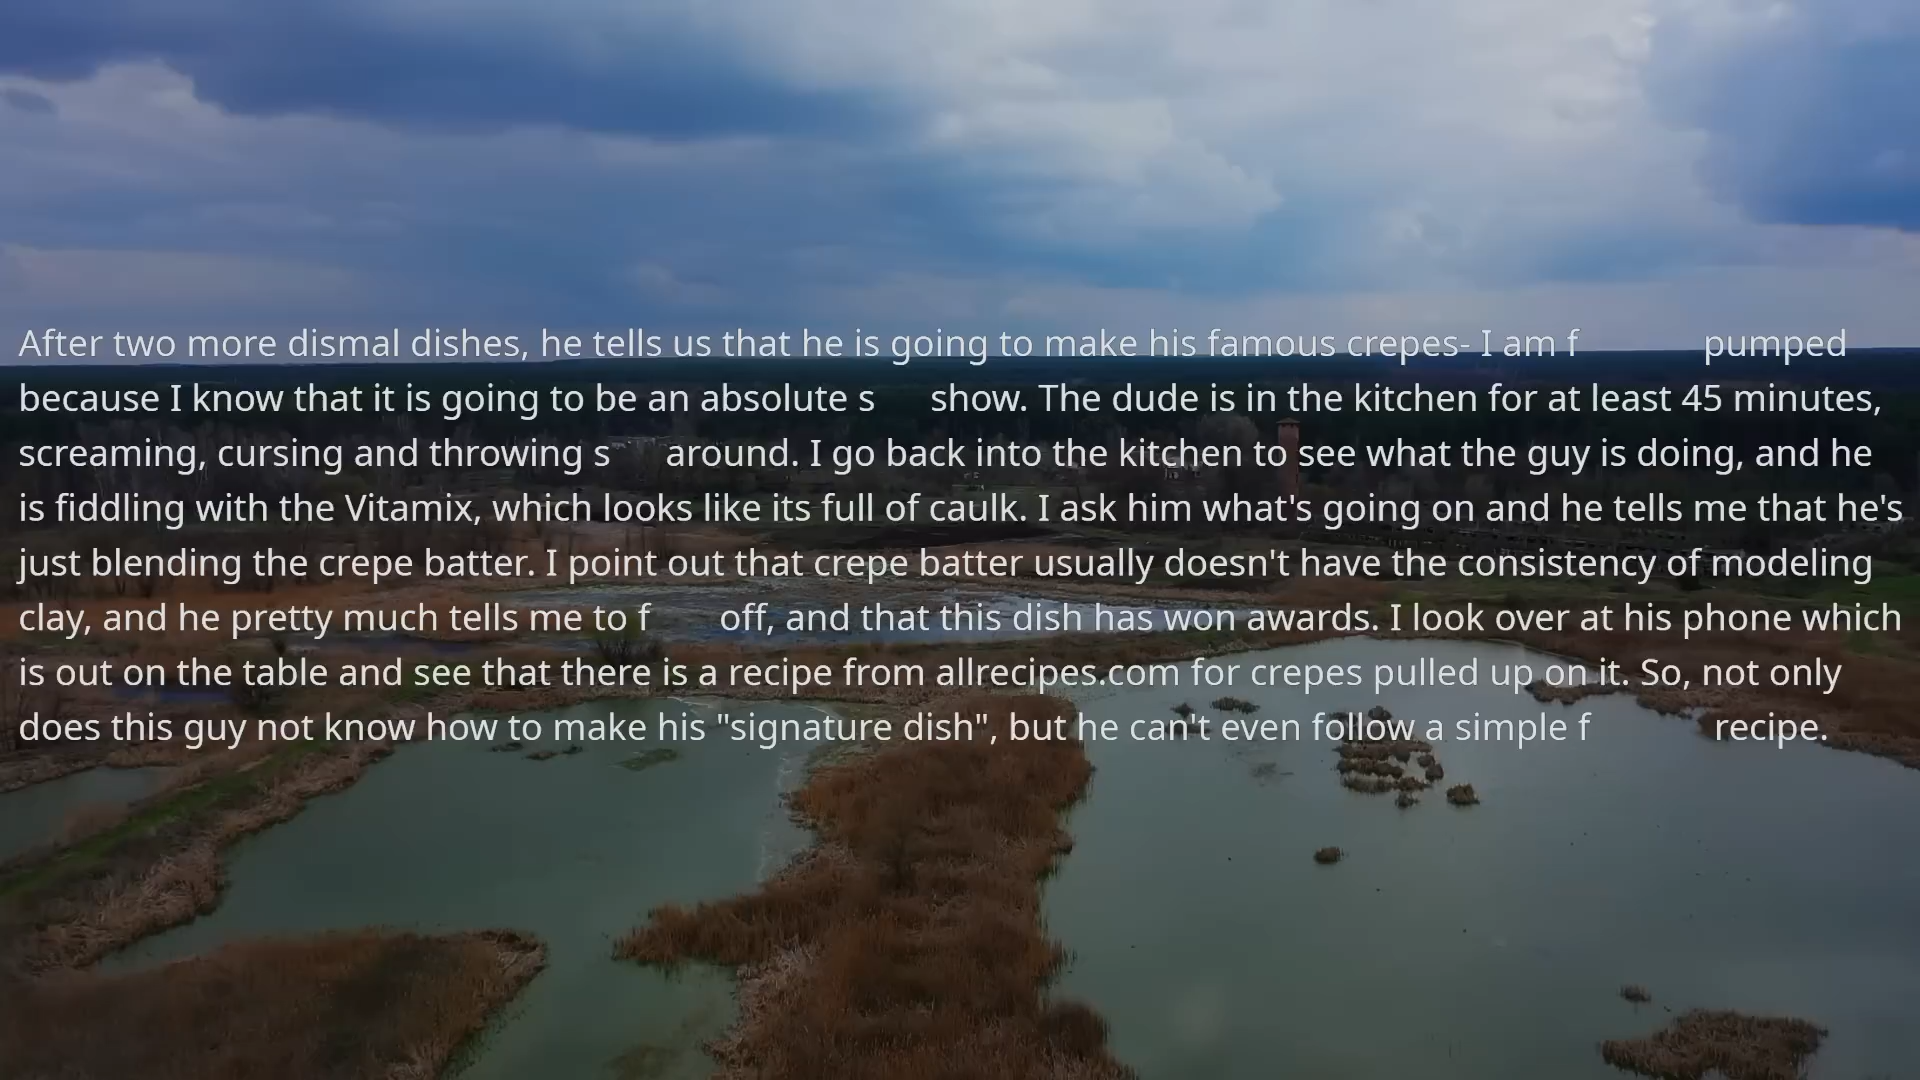 After two more dismal dishes, he tells us that he is going to make his famous crepes- I am f pumped
because I know that it is going to be an absolute s show. The dude is in the kitchen for at least 45 minutes,
screaming, cursing and throwing s around. I go back into the kitchen to see what the guy is doing, and he
is fiddling with the Vitamix, which looks like its full of caulk. I ask him what's going on and he tells me that he's
just blending the crepe batter. I point out that crepe batter usually doesn't have the consistency of modeling
clay, and he pretty much tells me to f off, and that this dish has won awards. I look over at his phone which
is out on the table and see that there is a recipe from allrecipes.com for crepes pulled up on it. So, not only
does this guy not know how to make his "signature dish", but he can't even follow a simple f recipe.